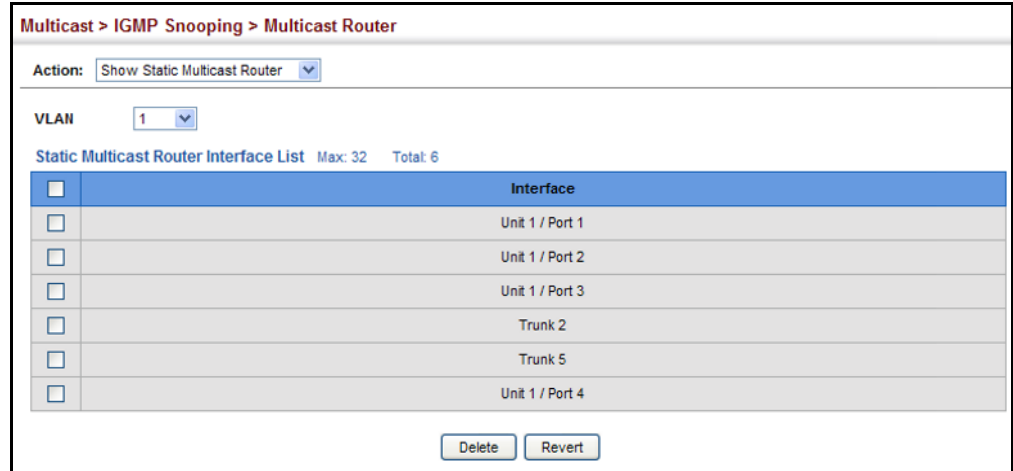 Multicast > IGMP Snooping > Multicast Router
Action: Show Static Multicast Router
VLAN 1
Static Multicast Router Interface List Max: 32 Total: 6
Interface
Unit 1 / Port 1
Unit 1 / Port 2
Unit 1 / Port 3
Trunk 2
Trunk 5
Unit 1 / Port 4
Delete Revert